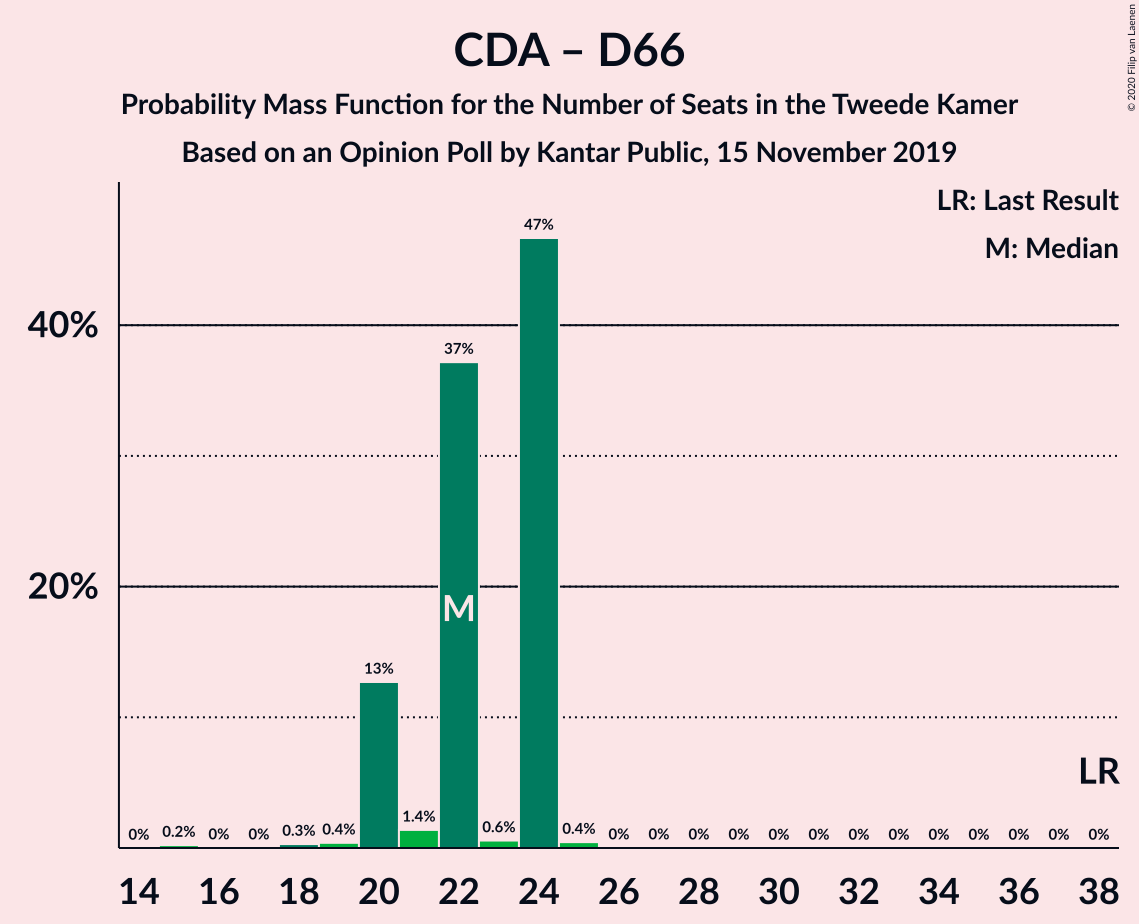 CDA – D66
Probability Mass Function for the Number of Seats in the Tweede Kamer
Based on an Opinion Poll by Kantar Public, 15 November 2019
© 2020 Filip van Laenen
LR: Last Result
M: Median
40%
20%
0% 0.2% 0% 0% 0.3% 0.4% 13% 1.4% 37% 0.6% 47% 0.4% 0% 0% 0% 0% 0% 0% 0% 0% 0% 0% 0% 0% 0%
M
LR
14 16 18 20 22 24 26 28 30 32 34 36 38